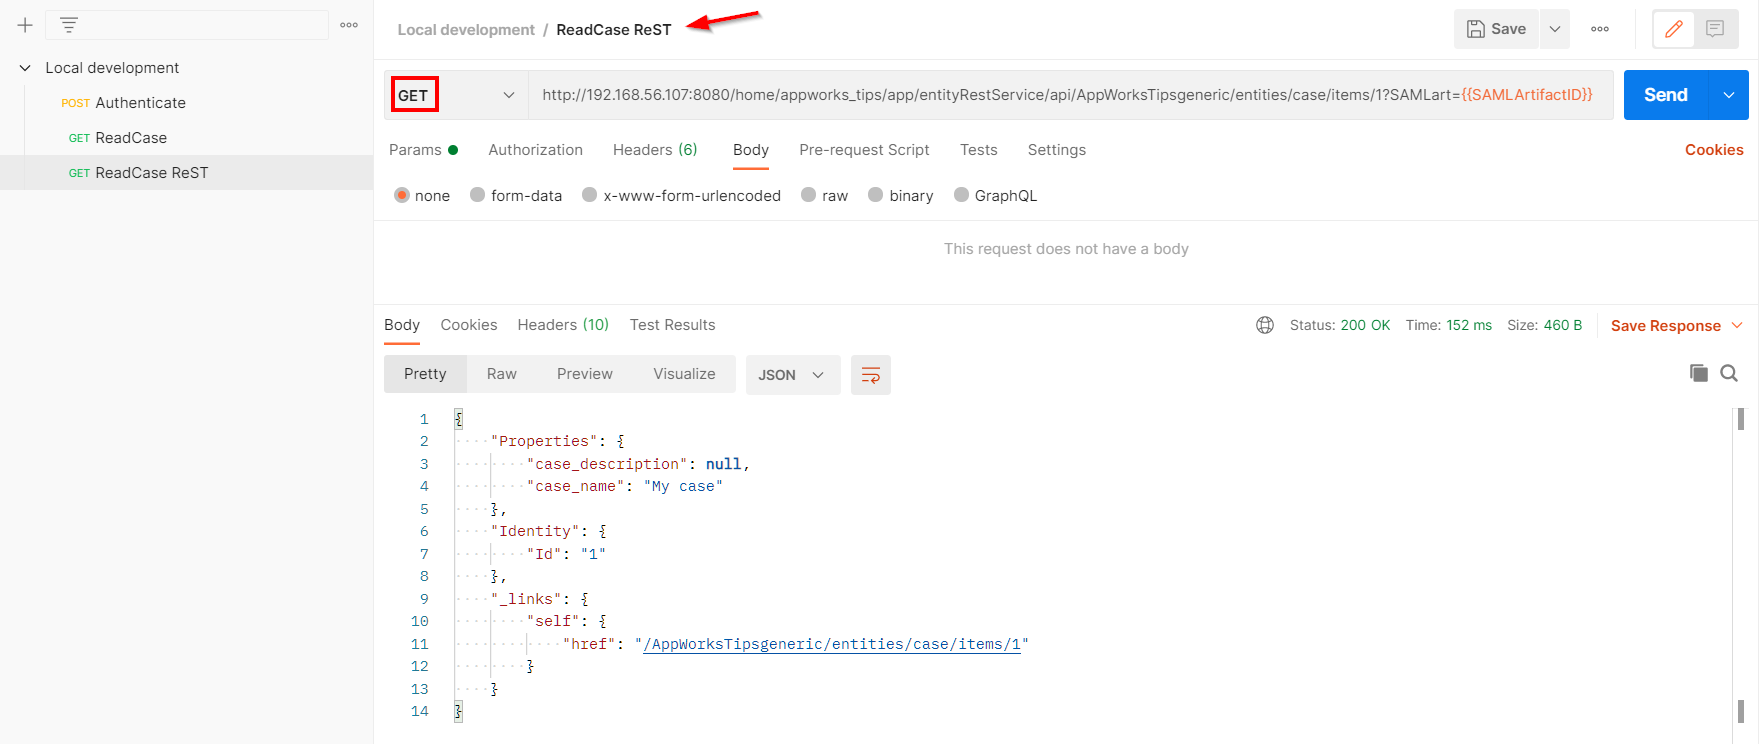 Local development / ReadCase ReST
Save
Local development
POST Authenticate
GET ReadCase
GET ReadCase ReST
GET
http://192.168.56.107:8080/home/appworks_tips/app/entityRestService/api/AppWorksTipsgeneric/entities/case/items/1?SAMLart={{SAMLArtifactID}}
Send
Params Authorization Headers (6) Body Pre-request Script Tests Settings Cookies
none form-data x-www-form-urlencoded raw binary GraphQL
This request does not have a body
Body Cookies Headers (10) Test Results Status: 200 OK Time: 152 ms Size: 460 B Save Response
Pretty Raw Preview Visualize JSON
1 {
2 "Properties": {
3 "case_description": null,
4 "case_name": "My case"
5 },
6 "Identity": {
7 "Id": "1"
8 },
9 "_links": {
10 "self": {
11 "href": "/AppWorksTipsgeneric/entities/case/items/1"
12 }
13 }
14 }